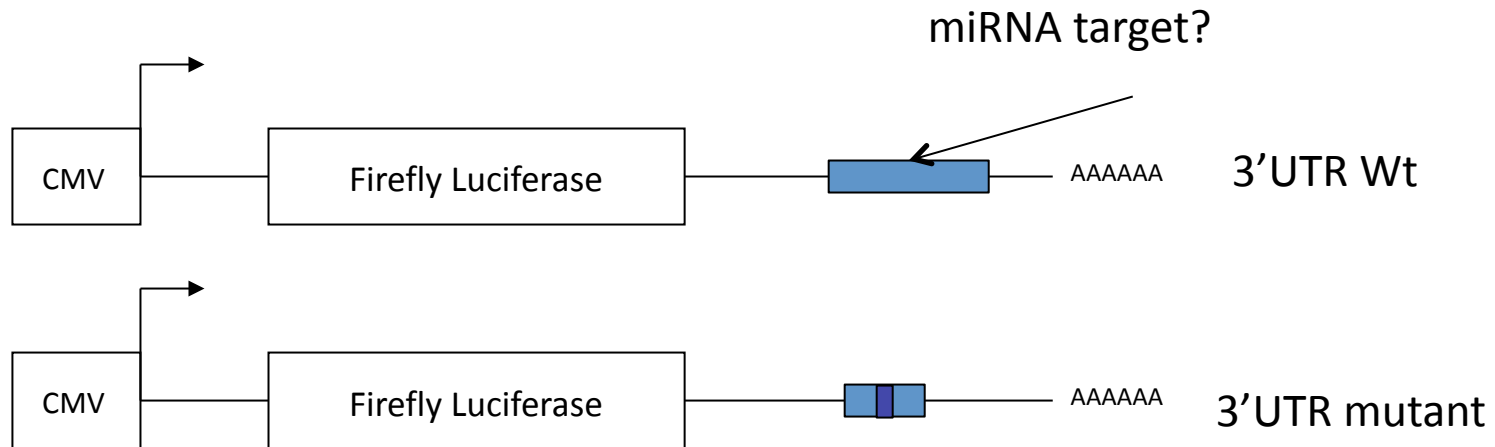 miRNA target?
CMV
Firefly Luciferase
AAAAAA
3’UTR Wt
CMV
Firefly Luciferase
AAAAAA
3’UTR mutant